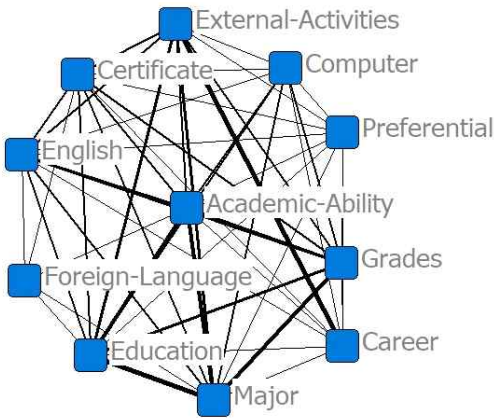 External-Activities
Certificate
Computer
Preferential
English
Academic-Ability
Grades
Foreign-Language
Career
Education
Major